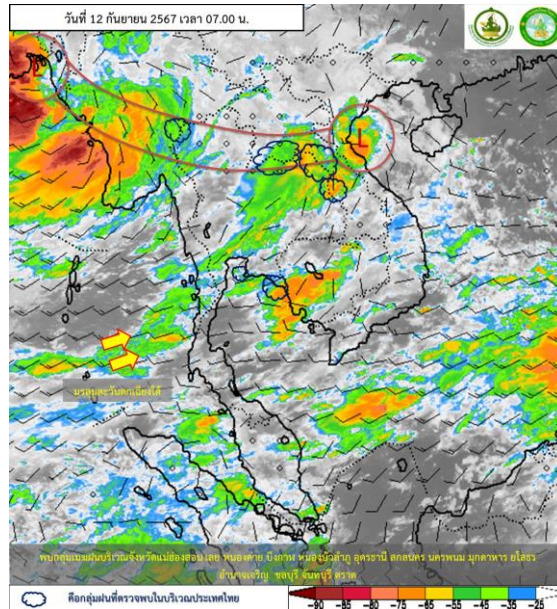 วันที่ 12 กันยายน 2567 เวลา 07.00 น.
L
L
มรสุมตะวันตกเฉียงใต้
พบกลุ่มเมฆฝนบริเวณจังหวัดแม่ฮ่องสอน เลย หนองคาย บึงกาฬ หนองบัวลำภู อุดรธานี สกลนคร นครพนม มุกดาหาร ยโสธร
อำนาจเจริญ ชลบุรี จันทบุรี ตราด
คือกลุ่มฝนที่ตรวจพบในบริเวณประเทศไทย
-90 -85 -80 -70 -60